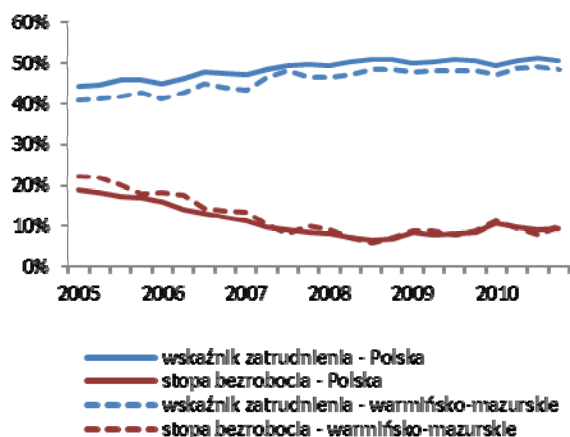 60%
50%
40%
30%
20%
10%
0%
2005 2006 2007 2008 2009 2010
wskaźnik zatrudnienia - Polska
stopa bezrobocia - Polska
wskaźnik zatrudnienia - warmińsko-mazurskie
stopa bezrobocia - warmińsko-mazurskie